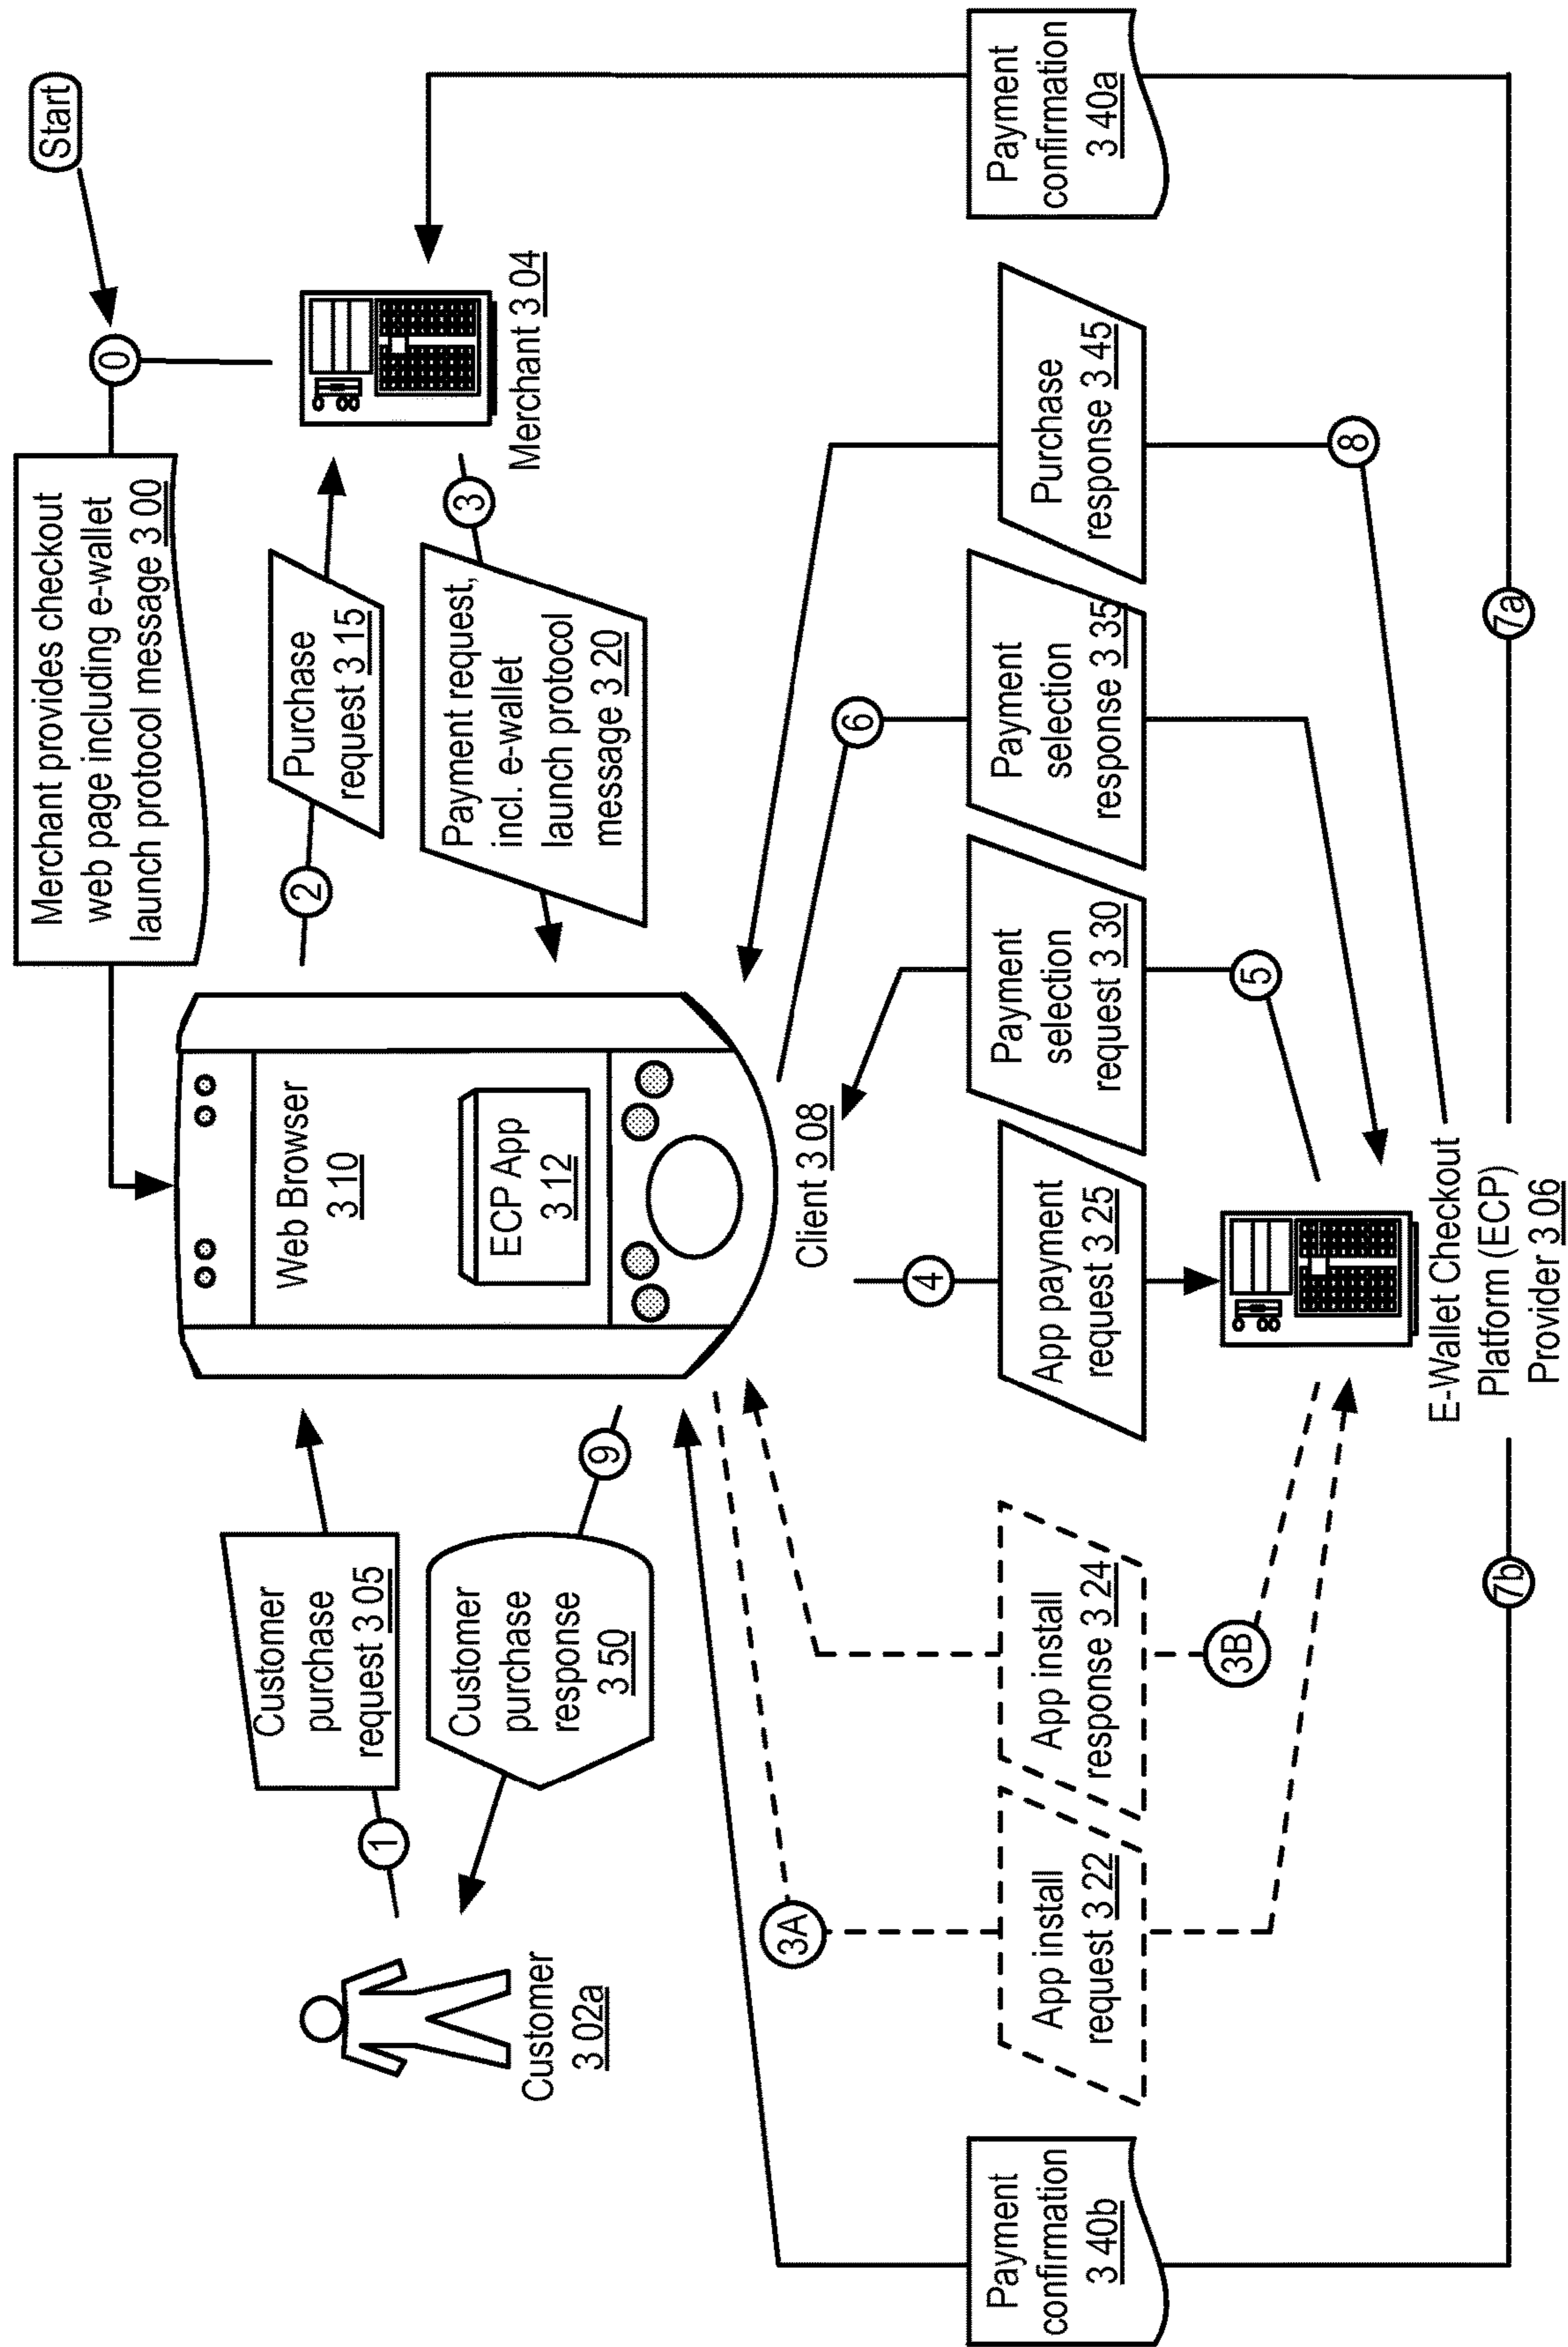 Start
0
Merchant provides checkout
web page including e-wallet
launch protocol message 3 00
Customer
purchase
request 3 05
1
2
Purchase
request 3 15
Merchant 3 04
3
Payment request,
incl. e-wallet
launch protocol
message 3 20
Web Browser
3 10
ECP App
3 12
Client 3 08
Customer
3 02a
Customer
purchase
response
3 50
9
3A
App install
request 3 22
App install
response 3 24
3B
4
App payment
request 3 25
Payment
selection
request 3 30
5
6
Payment
selection
response 3 35
Purchase
response 3 45
8
Payment
confirmation
3 40a
Payment
confirmation
3 40b
E-Wallet Checkout
Platform (ECP)
Provider 3 06
7b
7a